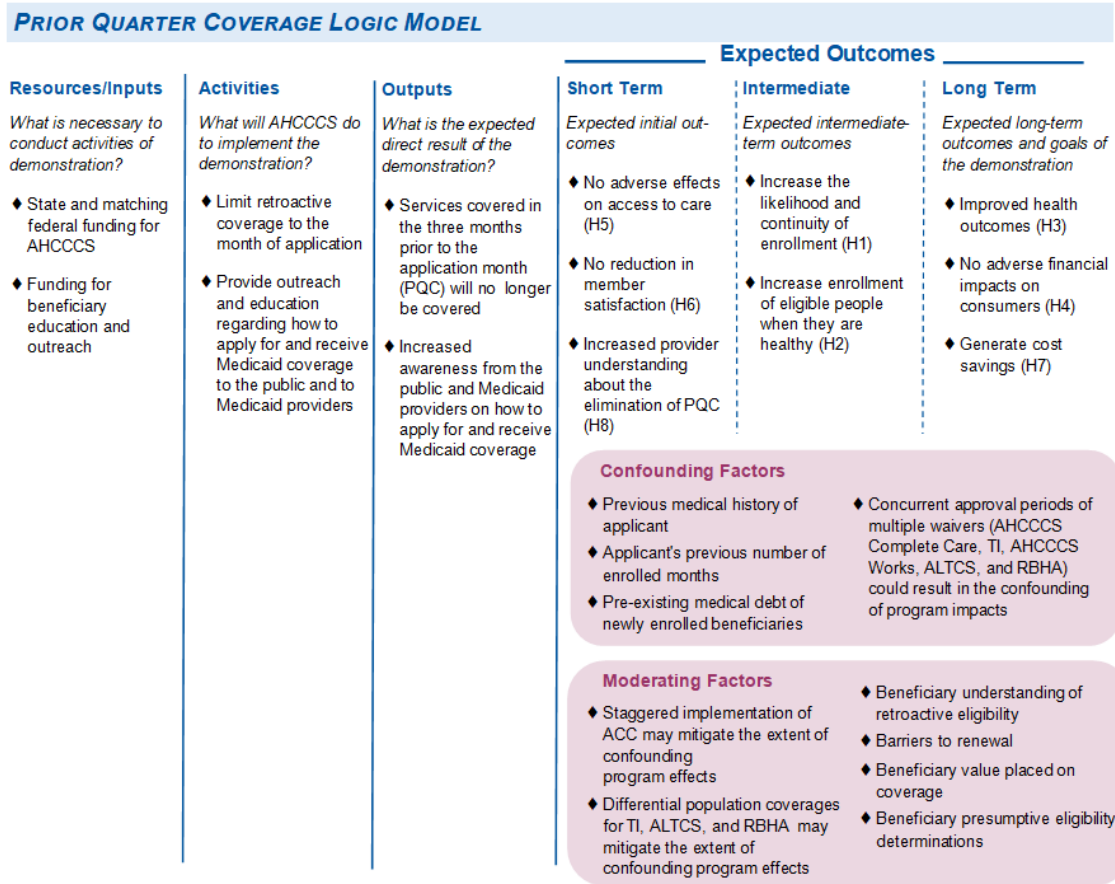 PRIOR QUARTER COVERAGE LOGIC MODEL
Expected Outcomes
Resources/Inputs
What is necessary to
conduct activities of
demonstration?
♦ State and matching
federal funding for
AHCCCS
♦ Funding for
beneficiary
education and
outreach
Activities
What will AHCCCS do
to implement the
demonstration?
♦ Limit retroactive
coverage to the
month of application
♦ Provide outreach
and education
regarding how to
apply for and receive
Medicaid coverage
to the public and to
Medicaid providers
Outputs
What is the expected
direct result of the
demonstration?
♦ Services covered in
the three months
prior to the
application month
(PQC) will no longer
be covered
♦ Increased
awareness from the
public and Medicaid
providers on how to
apply for and receive
Medicaid coverage
Short Term
Expected initial out-
comes
♦ No adverse effects
on access to care
(H5)
♦ No reduction in
member
satisfaction (H6)
♦ Increased provider
understanding
about the
elimination of PQC
(H8)
Intermediate
Expected intermediate-
term outcomes
♦ Increase the
likelihood and
continuity of
enrollment (H1)
♦ Increase enrollment
of eligible people
when they are
healthy (H2)
Long Term
Expected long-term
outcomes and goals of
the demonstration
♦ Improved health
outcomes (H3)
♦ No adverse financial
impacts on
consumers (H4)
♦ Generate cost
savings (H7)
Confounding Factors
♦ Previous medical history of
applicant
♦ Applicant's previous number of
enrolled months
♦ Pre-existing medical debt of
newly enrolled beneficiaries
♦ Concurrent approval periods of
multiple waivers (AHCCCS
Complete Care, TI, AHCCCS
Works, ALTCS, and RBHA)
could result in the confounding
of program impacts
Moderating Factors
♦ Staggered implementation of
ACC may mitigate the extent of
confounding
program effects
♦ Differential population coverages
for TI, ALTCS, and RBHA may
mitigate the extent of
confounding program effects
♦ Beneficiary understanding of
retroactive eligibility
♦ Barriers to renewal
♦ Beneficiary value placed on
coverage
♦ Beneficiary presumptive eligibility
determinations